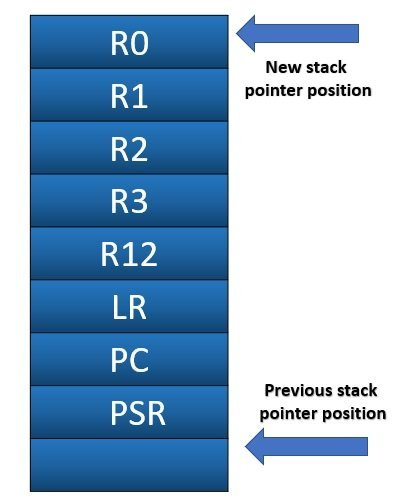 R0
New stack
pointer position
R1
R2
R3
R12
LR
PC
PSR
Previous stack
pointer position